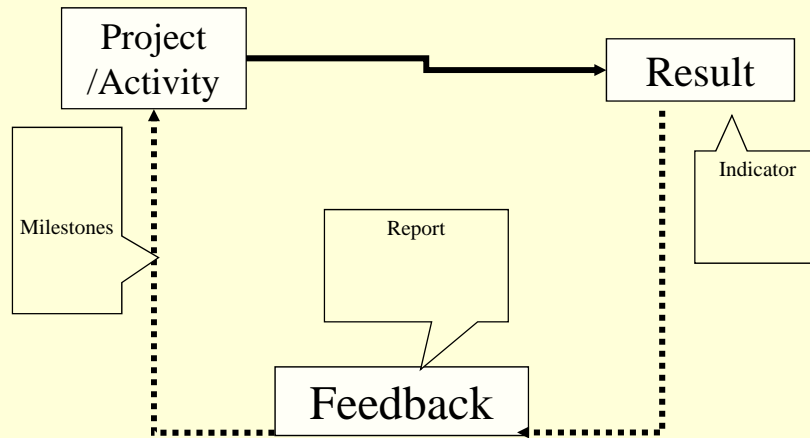 Project
/Activity
Result
Indicator
Milestones
Report
Feedback